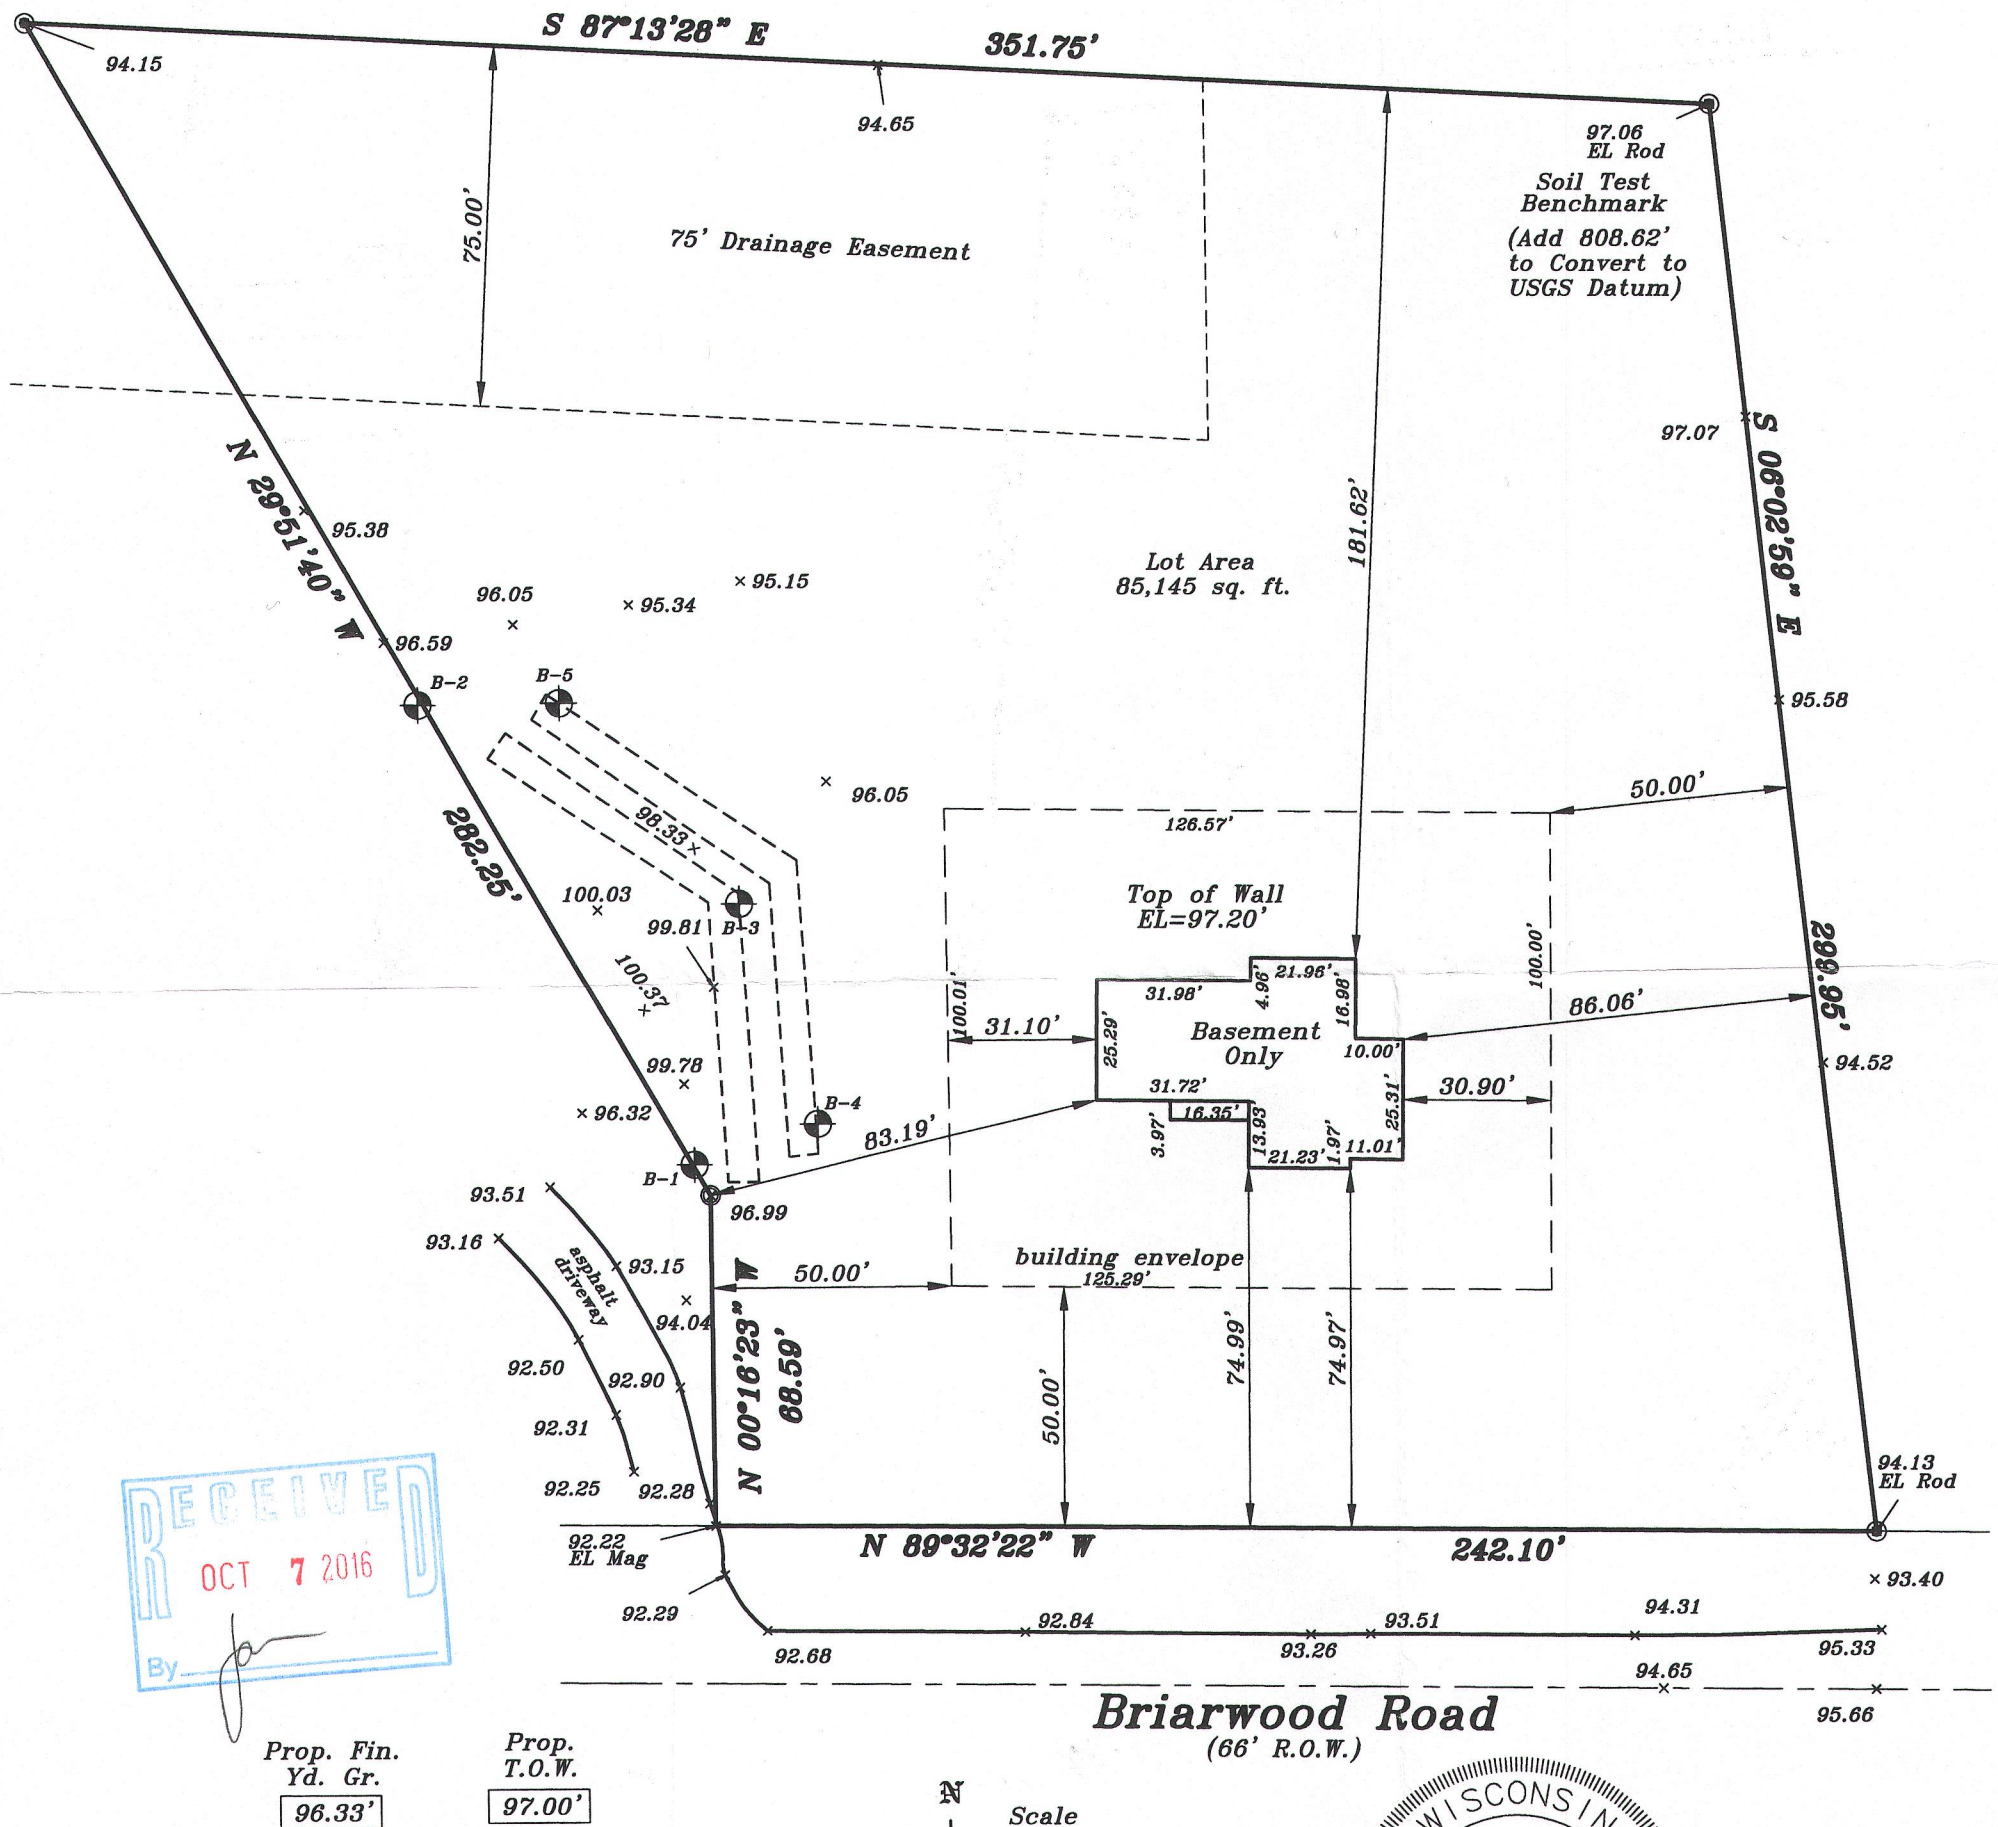 S 87°13'28" E
351.75'
94.15
94.65
97.06
EL Rod
Soil Test
Benchmark
(Add 808.62'
to Convert to
USGS Datum)
75.00'
75' Drainage Easement
181.62'
97.07
S 06°02'59" E
N 29°51'40" W
95.38
Lot Area
85,145 sq. ft.
96.05
95.34
95.15
96.59
B-2
B-5
95.58
50.00'
282.25'
98.33
96.05
126.57'
Top of Wall
EL=97.20'
100.03
99.81
B-3
100.37
100.01'
100.00'
299.95'
31.98'
4.96'
21.96'
16.98'
86.06'
31.10'
25.29'
Basement
Only
10.00'
94.52
99.78
96.32
31.72'
25.31'
30.90'
B-4
83.19'
3.97'
16.35'
13.93
21.23'
1.97'
11.01'
B-1
93.51
96.99
93.16
asphalt
driveway
93.15
50.00'
building envelope
125.29'
94.04
N 00°16'23" W
68.59'
92.50
92.90
50.00'
74.99'
74.97'
92.31
92.25
92.28
94.13
EL Rod
92.22
EL Mag
N 89°32'22" W
242.10'
93.40
92.29
92.68
92.84
93.26
93.51
94.31
95.33
94.65
95.66
Briarwood Road
(66' R.O.W.)
RECEIVED
OCT 7 2016
By
Prop. Fin.
Yd. Gr.
96.33'
Prop.
T.O.W.
97.00'
N
Scale
WISCONSIN